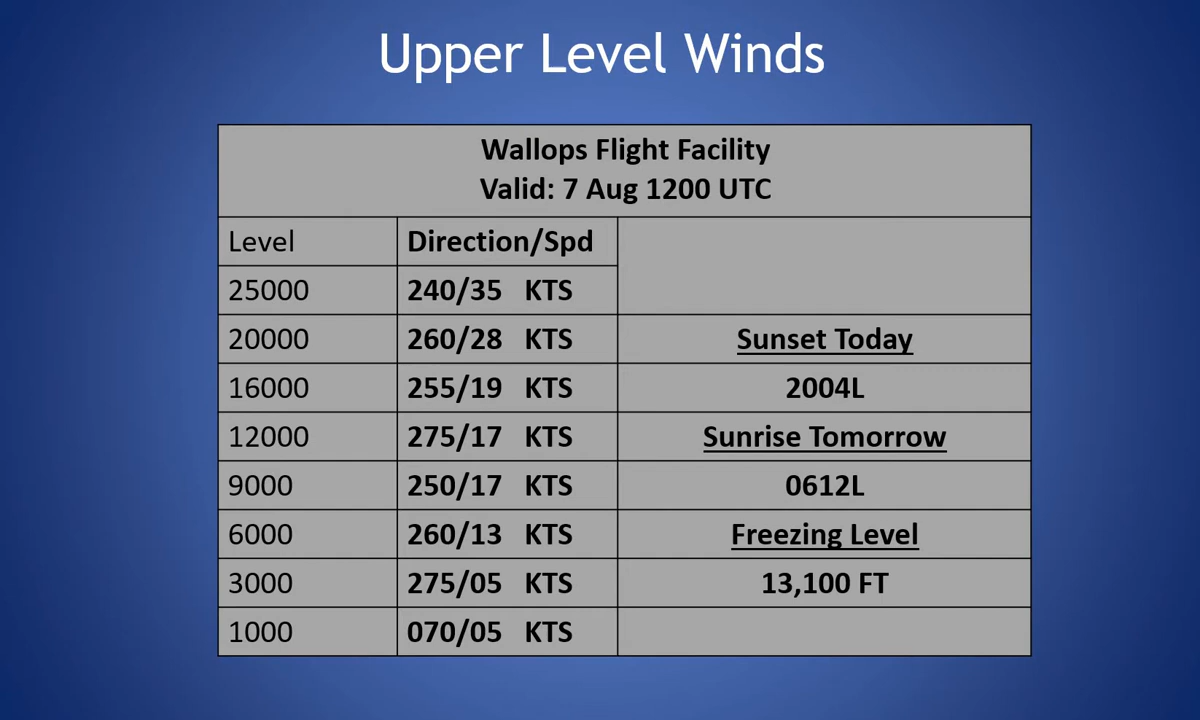 Upper Level Winds
Wallops Flight Facility
Valid: 7 Aug 1200 UTC
Level Direction/Spd
25000 240/35 KTS
20000 260/28 KTS Sunset Today
16000 255/19 KTS 2004L
12000 275/17 KTS Sunrise Tomorrow
9000 250/17 KTS 0612L
6000 260/13 KTS Freezing Level
3000 275/05 KTS 13,100 FT
1000 070/05 KTS